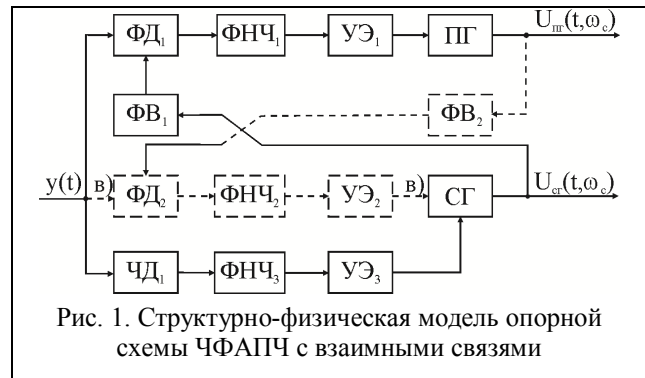 ФД₁ ФНЧ₁ УЭ₁ ПГ Uпг(t,ωс)
ФВ₁ ФВ₂
y(t) в) ФД₂ ФНЧ₂ УЭ₂ в) СГ Uсг(t,ωс)
ЧД₁ ФНЧ₃ УЭ₃
Рис. 1. Структурно-физическая модель опорной
схемы ЧФАПЧ с взаимными связями